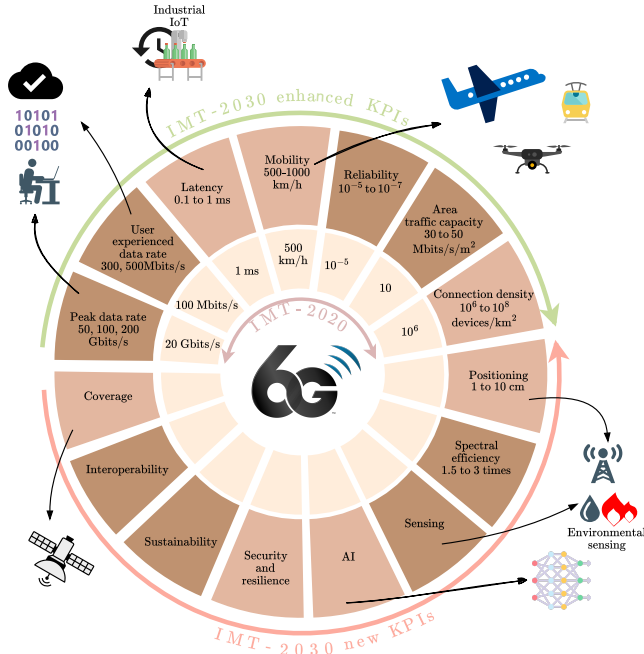 Industrial
IoT
10101
01010
00100
IMT-2030 enhanced KPIs
Mobility
500-1000
km/h
Reliability
10⁻⁵ to 10⁻⁷
Latency
0.1 to 1 ms
Area
traffic capacity
30 to 50
Mbits/s/m²
User
experienced
data rate
300, 500Mbits/s
500
km/h
10⁻⁵
1 ms
10
Connection density
10⁶ to 10⁸
devices/km²
100 Mbits/s
10⁶
Peak data rate
50, 100, 200
Gbits/s
20 Gbits/s
IMT-2020
6G
™
Positioning
1 to 10 cm
Coverage
Spectral
efficiency
1.5 to 3 times
Interoperability
Sensing
Environmental
sensing
Sustainability
Security
and
resilience
AI
IMT-2030 new KPIs